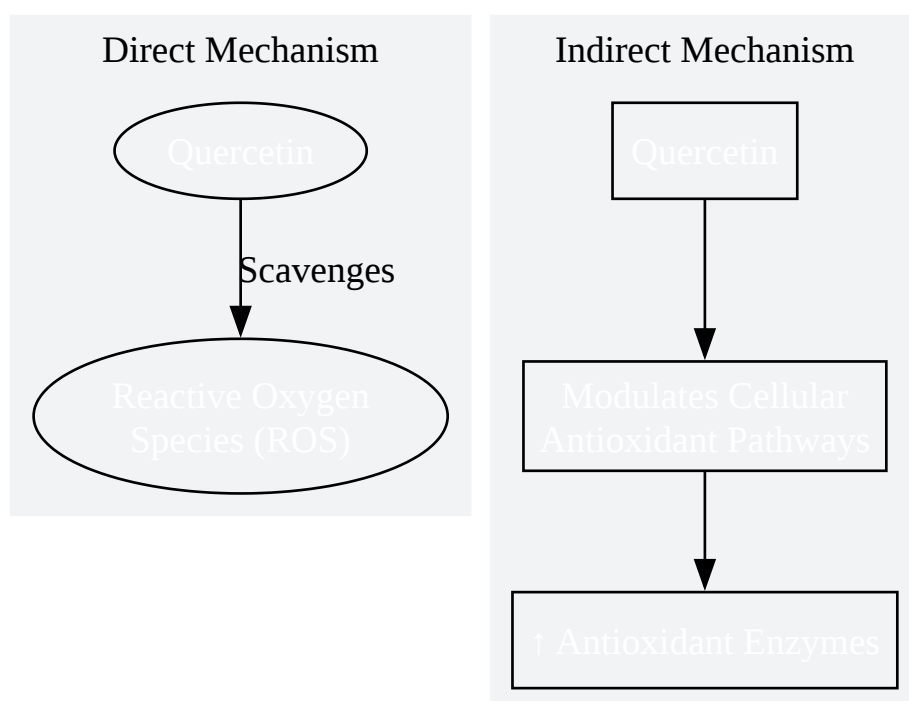 Direct Mechanism
Quercetin
Scavenges
Reactive Oxygen
Species (ROS)
Indirect Mechanism
Quercetin
Modulates Cellular
Antioxidant Pathways
↑ Antioxidant Enzymes